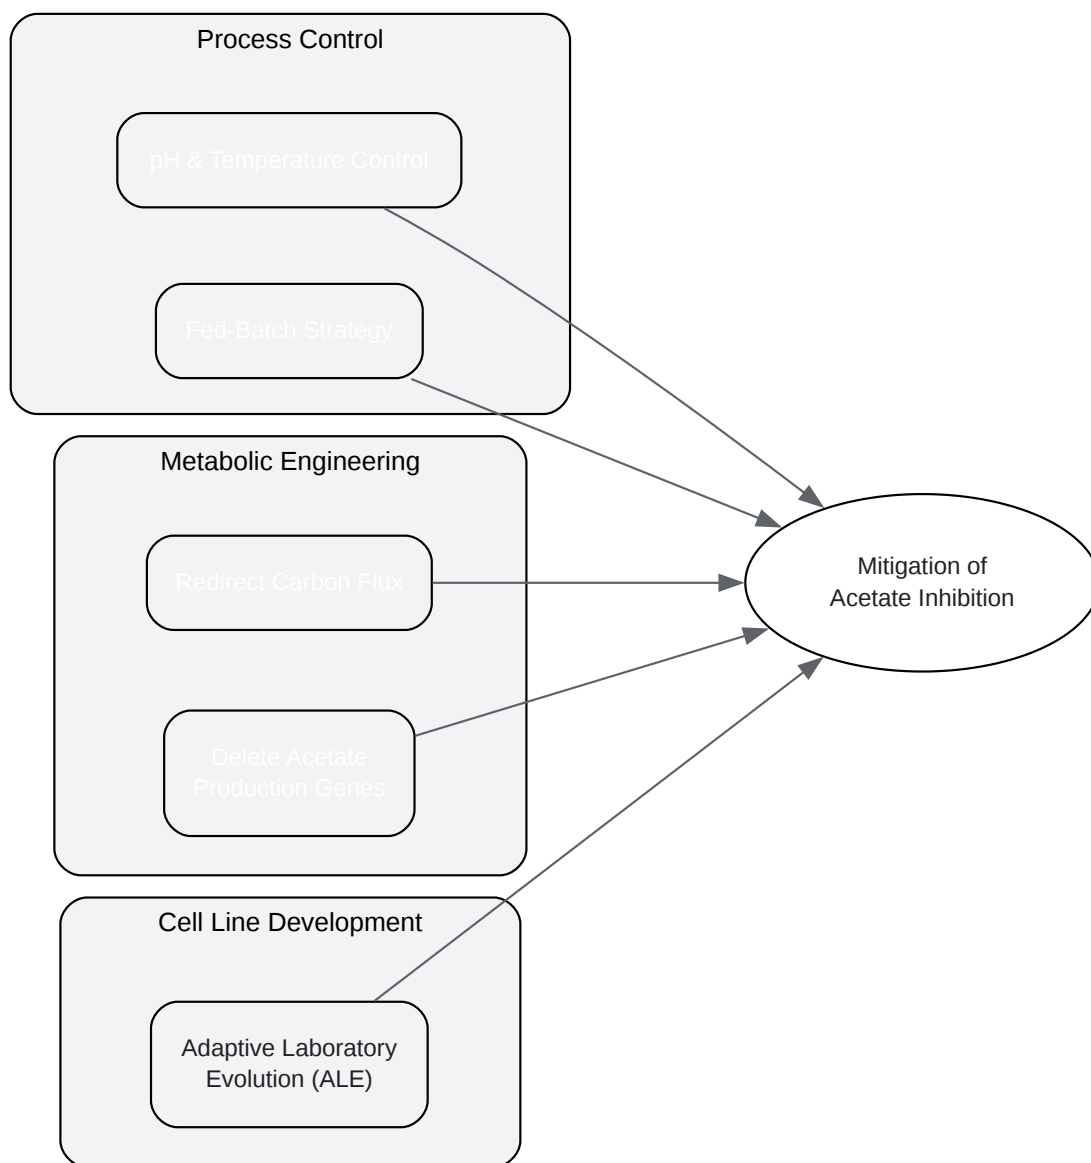 Process Control
pH & Temperature Control
Fed-Batch Strategy
Metabolic Engineering
Redirect Carbon Flux
Delete Acetate
Production Genes
Cell Line Development
Adaptive Laboratory
Evolution (ALE)
Mitigation of
Acetate Inhibition